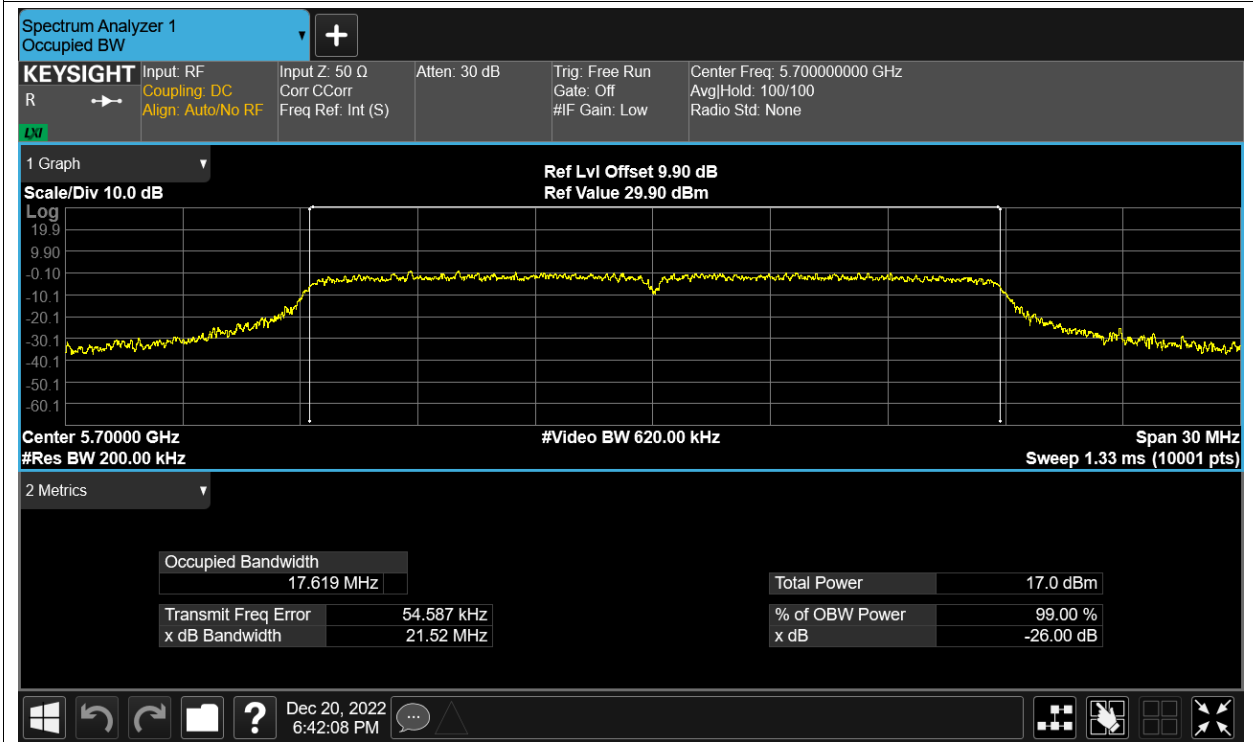 Spectrum Analyzer 1
Occupied BW
+
KEYSIGHT
R
LXI
Input: RF
Coupling: DC
Align: Auto/No RF
Input Z: 50 Ω
Corr CCorr
Freq Ref: Int (S)
Atten: 30 dB
Trig: Free Run
Gate: Off
#IF Gain: Low
Center Freq: 5.700000000 GHz
Avg|Hold: 100/100
Radio Std: None
1 Graph
Ref Lvl Offset 9.90 dB
Scale/Div 10.0 dB
Ref Value 29.90 dBm
Log
19.9
9.90
-0.10
-10.1
-20.1
-30.1
-40.1
-50.1
-60.1
Center 5.70000 GHz
#Video BW 620.00 kHz
Span 30 MHz
#Res BW 200.00 kHz
Sweep 1.33 ms (10001 pts)
2 Metrics
Occupied Bandwidth
17.619 MHz
Total Power 17.0 dBm
Transmit Freq Error 54.587 kHz
% of OBW Power 99.00 %
x dB Bandwidth 21.52 MHz
x dB -26.00 dB
?
Dec 20, 2022
6:42:08 PM